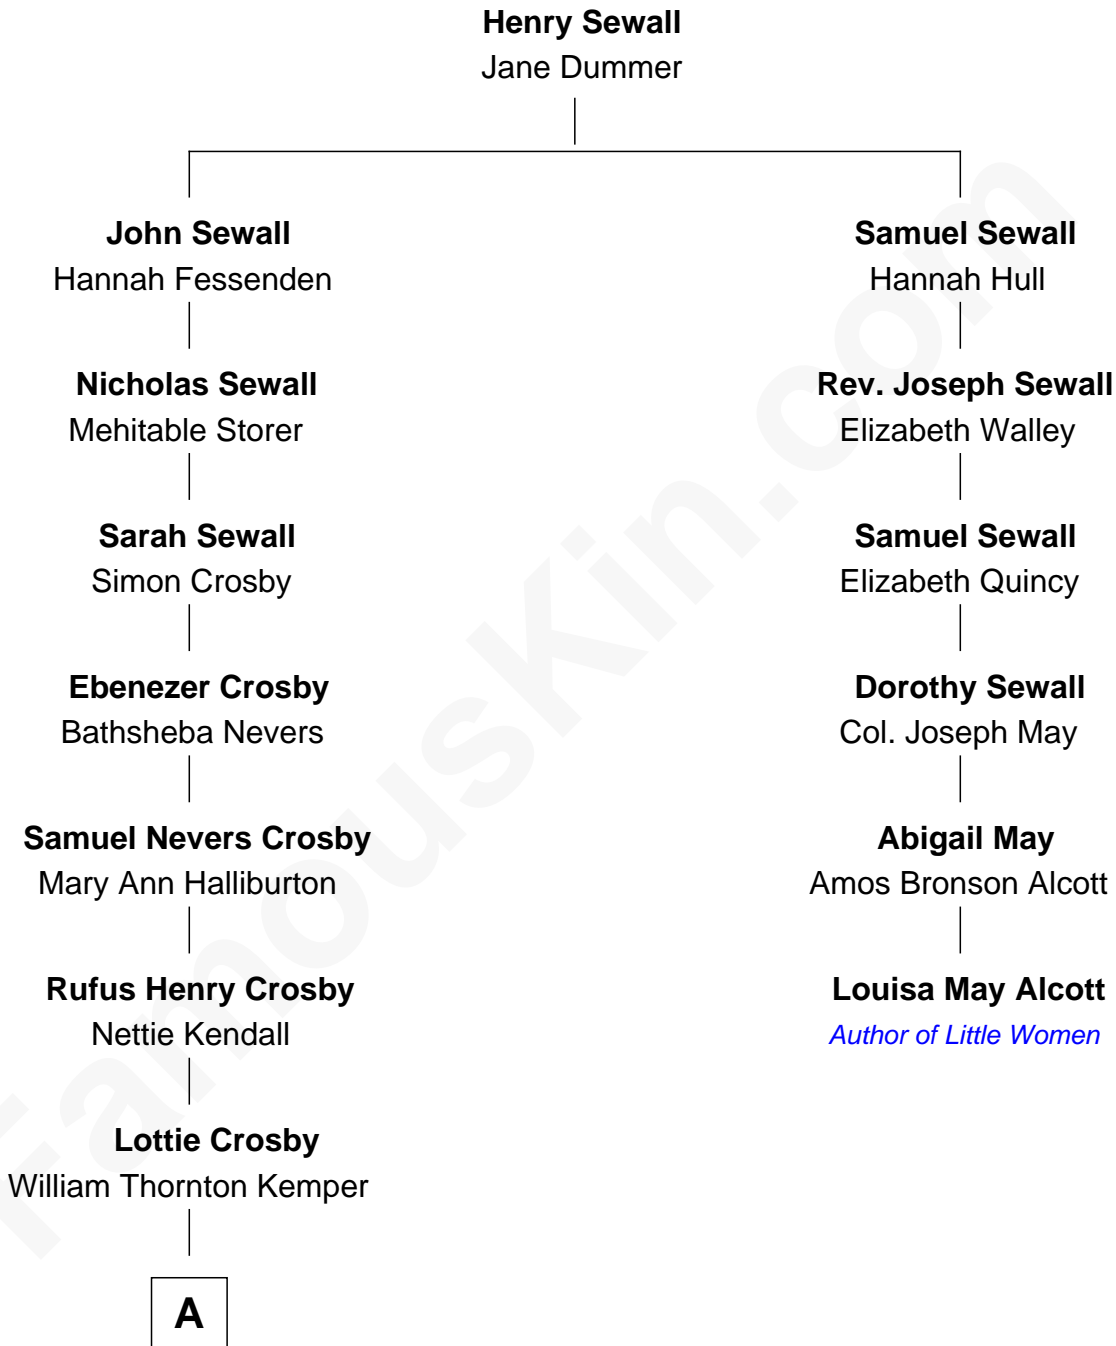 Henry Sewall
Jane Dummer
John Sewall
Hannah Fessenden
Samuel Sewall
Hannah Hull
Nicholas Sewall
Mehitable Storer
Rev. Joseph Sewall
Elizabeth Walley
Sarah Sewall
Simon Crosby
Samuel Sewall
Elizabeth Quincy
Ebenezer Crosby
Bathsheba Nevers
Dorothy Sewall
Col. Joseph May
Samuel Nevers Crosby
Mary Ann Halliburton
Abigail May
Amos Bronson Alcott
Rufus Henry Crosby
Nettie Kendall
Louisa May Alcott
Author of Little Women
Lottie Crosby
William Thornton Kemper
A
FamousKin.com